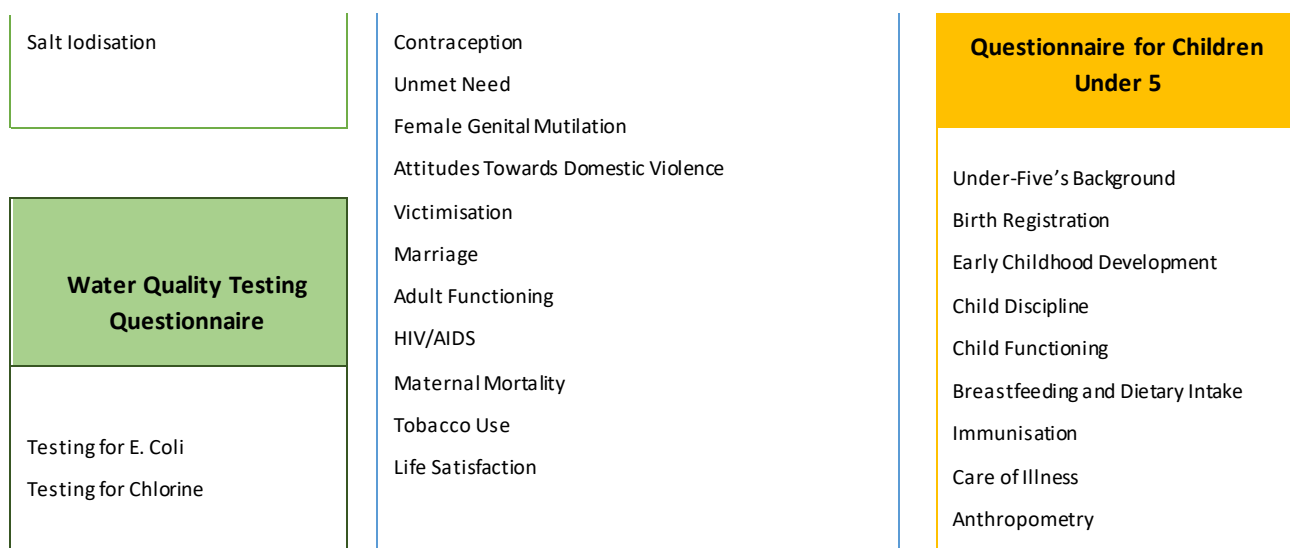 Salt Iodisation
Water Quality Testing
Questionnaire
Testing for E. Coli
Testing for Chlorine
Contraception
Unmet Need
Female Genital Mutilation
Attitudes Towards Domestic Violence
Victimisation
Marriage
Adult Functioning
HIV/AIDS
Maternal Mortality
Tobacco Use
Life Satisfaction
Questionnaire for Children
Under 5
Under-Five's Background
Birth Registration
Early Childhood Development
Child Discipline
Child Functioning
Breastfeeding and Dietary Intake
Immunisation
Care of Illness
Anthropometry